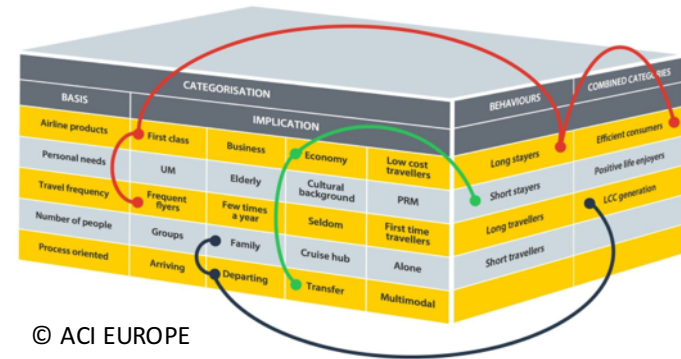 CATEGORISATION
BASIS
IMPLICATION
Airline products
First class
Business
Economy
Low cost
travellers
Personal needs
UM
Elderly
Cultural
background
PRM
Travel frequency
Frequent
flyers
Few times
a year
Seldom
First time
travellers
Number of people
Groups
Family
Cruise hub
Alone
Process oriented
Arriving
Departing
Transfer
Multimodal
BEHAVIOURS
COMBINED CATEGORIES
Long stayers
Efficient consumers
Short stayers
Positive life enjoyers
Long travellers
LCC generation
Short travellers
© ACI EUROPE